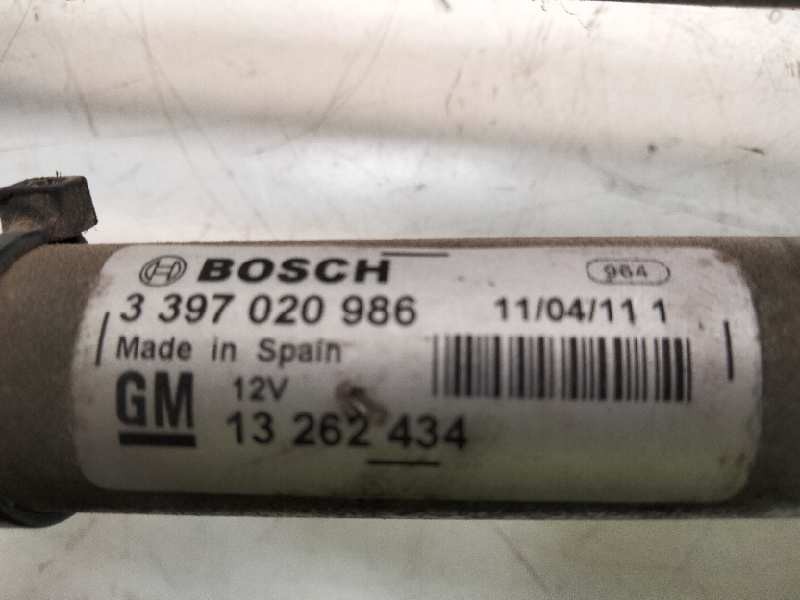 BOSCH 964
3 397 020 986 11/04/11 1
Made in Spain
GM 12V
13 262 434